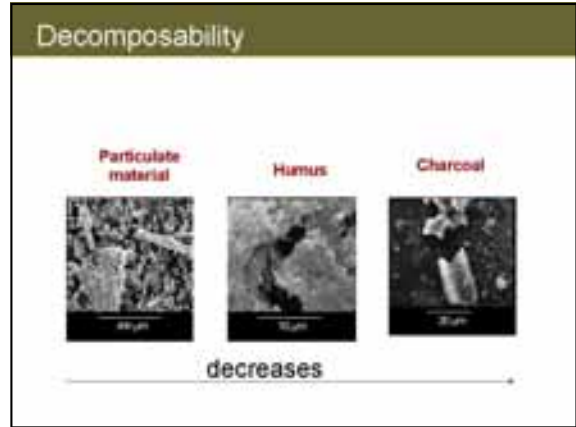 Decomposability
Particulate
material
Humus
Charcoal
decreases